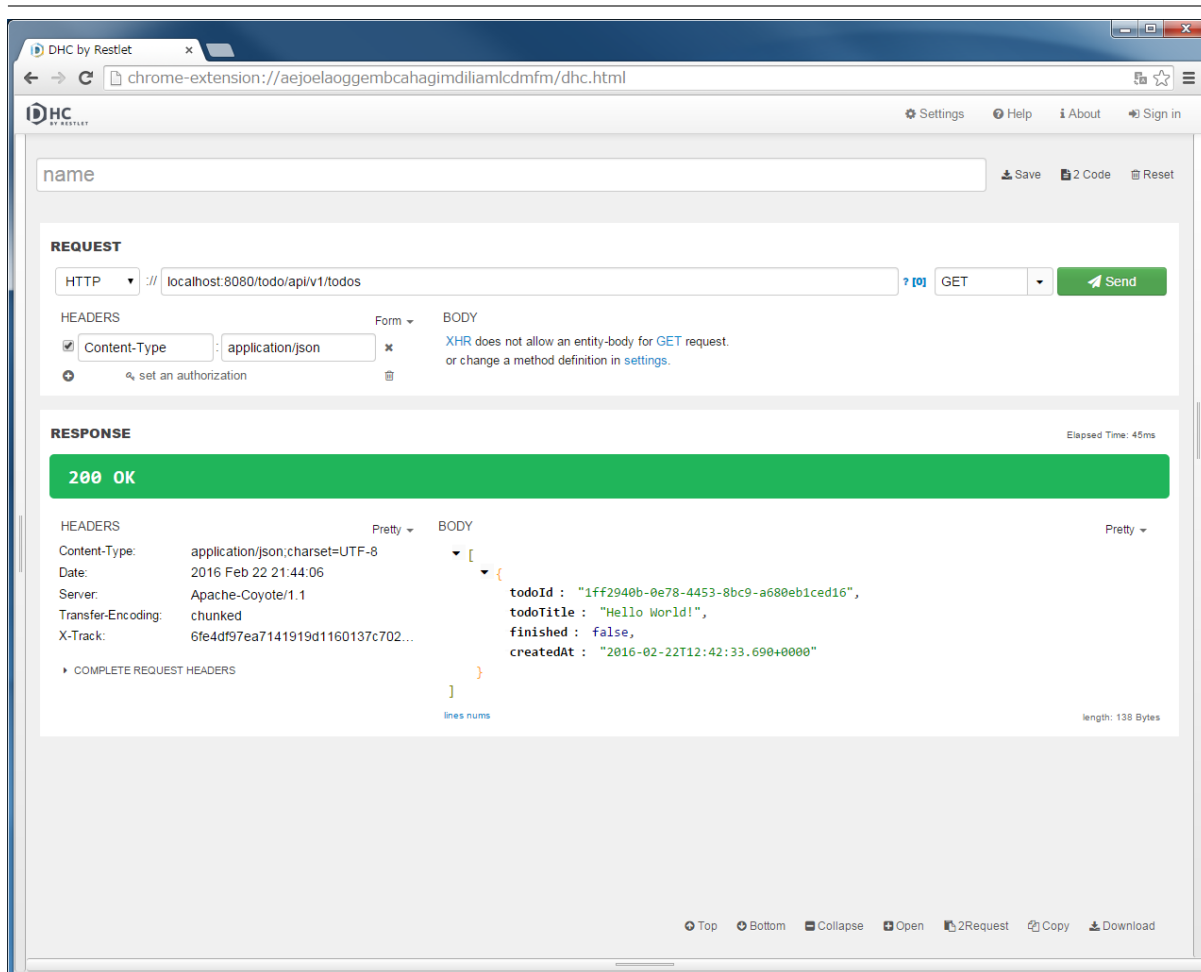 DHC by Restlet
chrome-extension://aejoelaoggembcahagimdiliamlcdmfm/dhc.html
DHC
BY RESTLET
Settings Help About Sign in
name
Save 2 Code Reset
REQUEST
HTTP :// localhost:8080/todo/api/v1/todos ? [0] GET Send
HEADERS Form BODY
Content-Type : application/json
XHR does not allow an entity-body for GET request.
or change a method definition in settings.
set an authorization
RESPONSE Elapsed Time: 45ms
200 OK
HEADERS Pretty BODY Pretty
Content-Type: application/json;charset=UTF-8
Date: 2016 Feb 22 21:44:06
Server: Apache-Coyote/1.1
Transfer-Encoding: chunked
X-Track: 6fe4df97ea7141919d1160137c702...
COMPLETE REQUEST HEADERS
[
{
todoId : "1ff2940b-0e78-4453-8bc9-a680eb1ced16",
todoTitle : "Hello World!",
finished : false,
createdAt : "2016-02-22T12:42:33.690+0000"
}
]
lines nums length: 138 Bytes
Top Bottom Collapse Open 2Request Copy Download